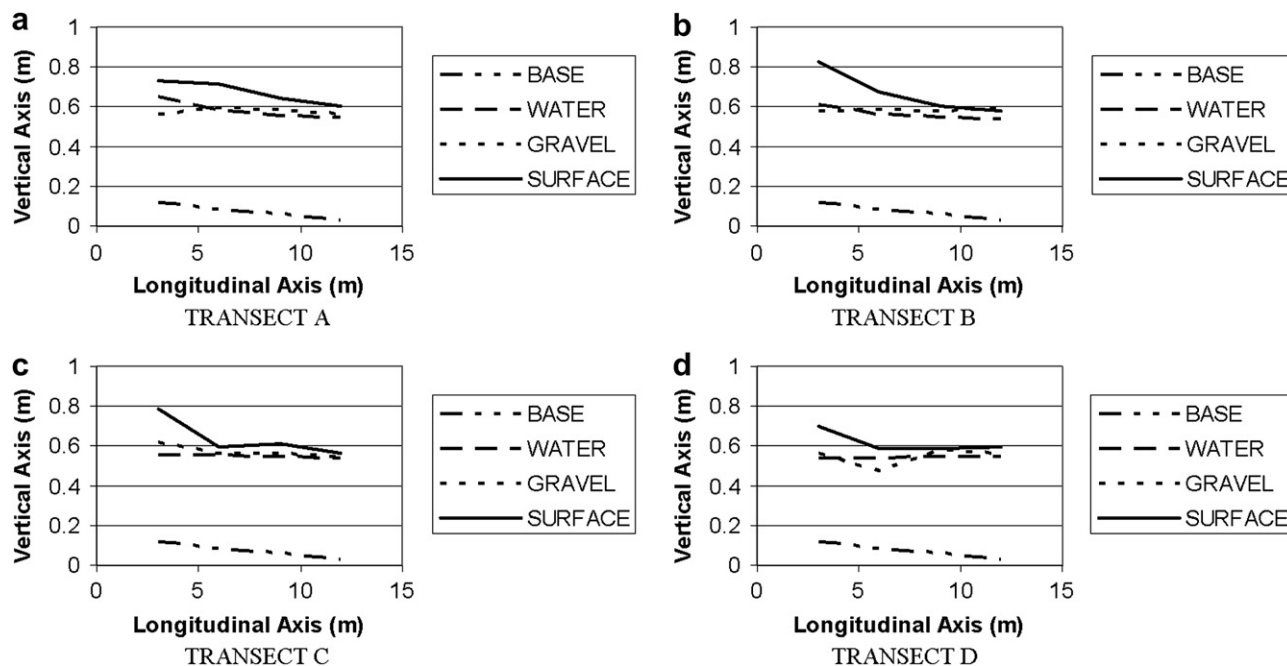 a
Vertical Axis (m)
1
0.8
0.6
0.4
0.2
0
0 5 10 15
Longitudinal Axis (m)
TRANSECT A
BASE
WATER
GRAVEL
SURFACE
b
Vertical Axis (m)
1
0.8
0.6
0.4
0.2
0
0 5 10 15
Longitudinal Axis (m)
TRANSECT B
BASE
WATER
GRAVEL
SURFACE
c
Vertical Axis (m)
1
0.8
0.6
0.4
0.2
0
0 5 10 15
Longitudinal Axis (m)
TRANSECT C
BASE
WATER
GRAVEL
SURFACE
d
Vertical Axis (m)
1
0.8
0.6
0.4
0.2
0
0 5 10 15
Longitudinal Axis (m)
TRANSECT D
BASE
WATER
GRAVEL
SURFACE